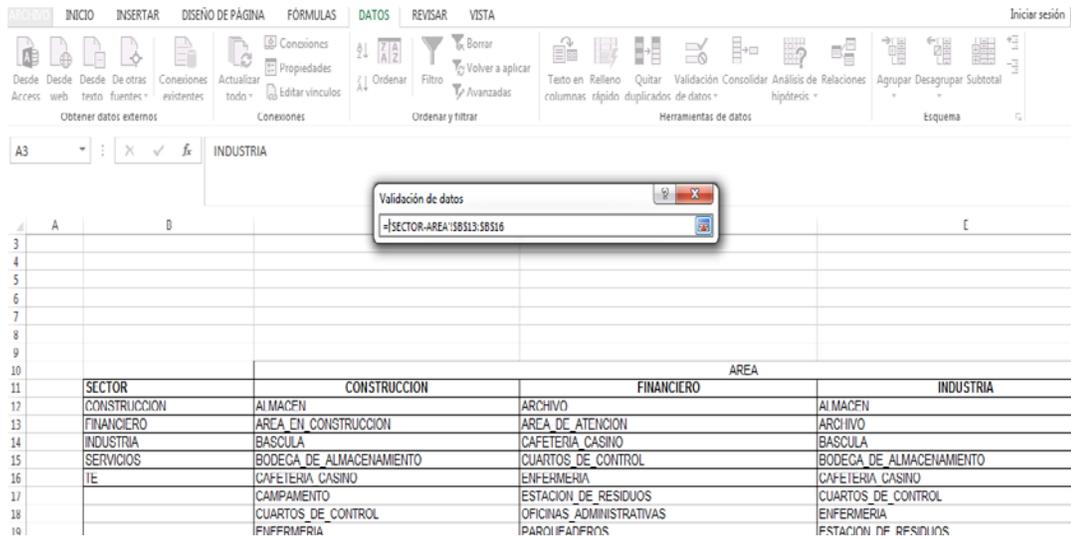 ARCHIVO INICIO INSERTAR DISEÑO DE PÁGINA FÓRMULAS DATOS REVISAR VISTA Iniciar sesión
Conexiones Borrar
Propiedades Volver a aplicar
Desde Desde Desde De otras Conexiones Actualizar Ordenar Filtro Texto en Relleno Quitar Validación Consolidar Análisis de Relaciones Agrupar Desagrupar Subtotal
Access web texto fuentes existentes todo Editar vínculos Avanzadas columnas rápido duplicados de datos hipótesis
Obtener datos externos Conexiones Ordenar y filtrar Herramientas de datos Esquema
A3 fx INDUSTRIA
Validación de datos
='SECTOR-AREA'!$B$13:$B$16
A B E
3
4
5
6
7
8
9
10 AREA
11 SECTOR CONSTRUCCION FINANCIERO INDUSTRIA
12 CONSTRUCCION ALMACEN ARCHIVO ALMACEN
13 FINANCIERO AREA_EN_CONSTRUCCION AREA_DE_ATENCION ARCHIVO
14 INDUSTRIA BASCULA CAFETERIA_CASINO BASCULA
15 SERVICIOS BODEGA_DE_ALMACENAMIENTO CUARTOS_DE_CONTROL BODEGA_DE_ALMACENAMIENTO
16 TE CAFETERIA_CASINO ENFERMERIA CAFETERIA_CASINO
17 CAMPAMENTO ESTACION_DE_RESIDUOS CUARTOS_DE_CONTROL
18 CUARTOS_DE_CONTROL OFICINAS_ADMINISTRATIVAS ENFERMERIA
19 ENFERMERIA PARQUEADEROS ESTACION_DE_RESIDUOS